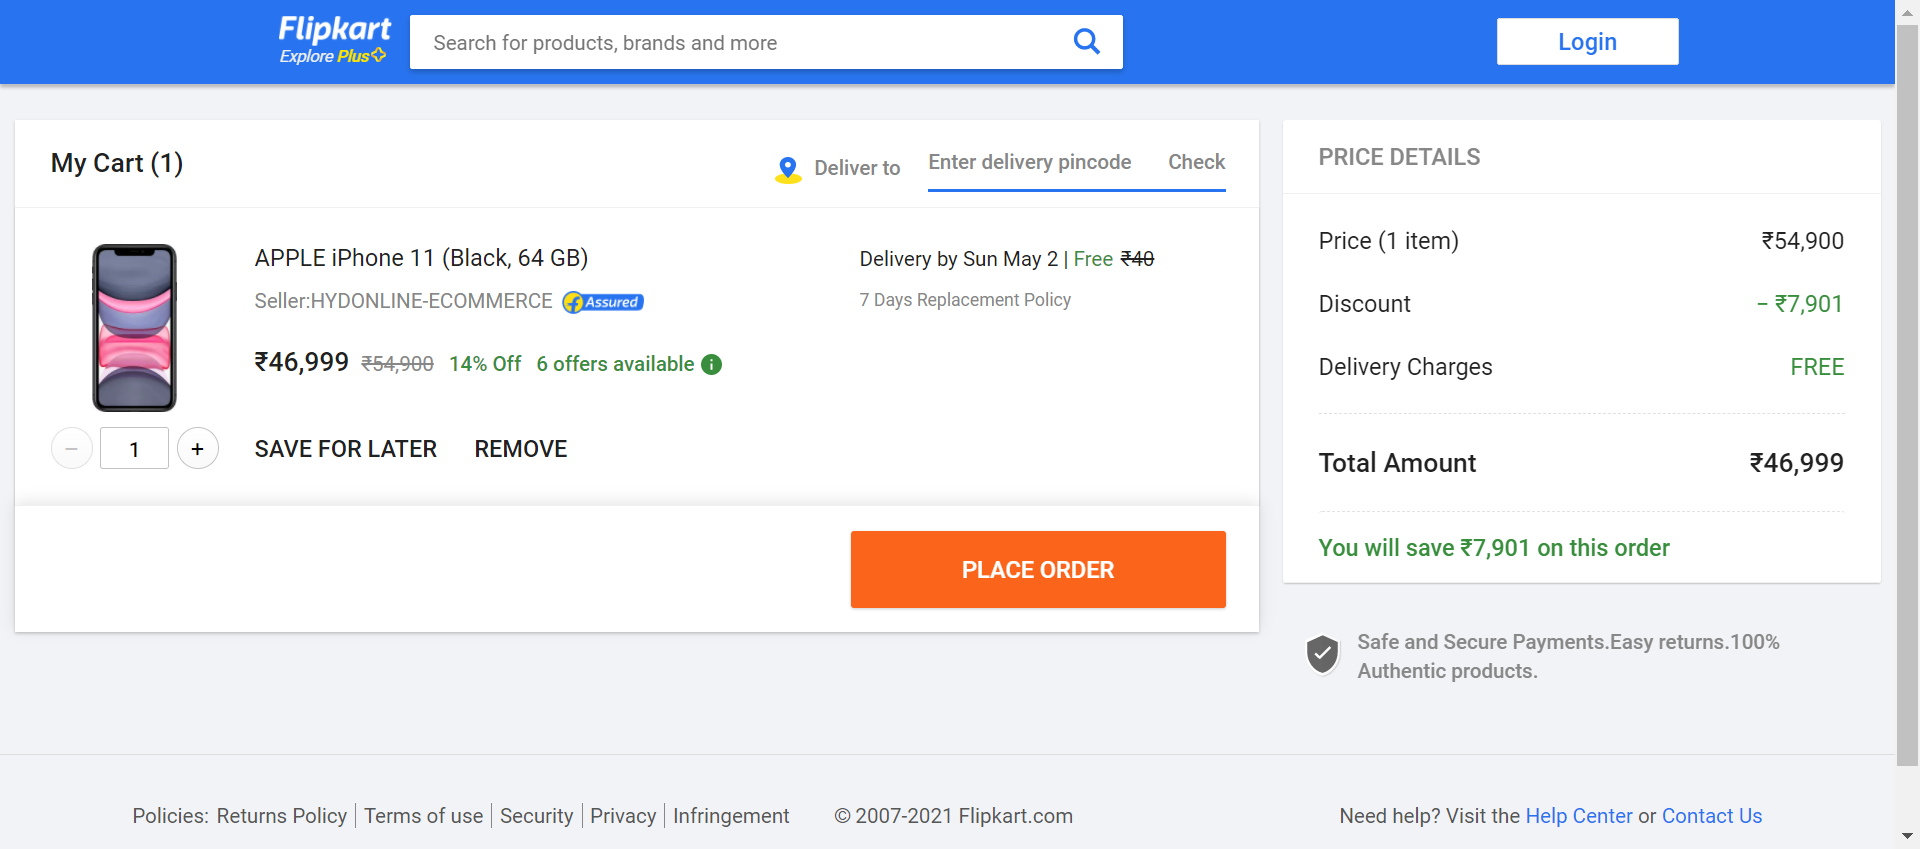 Flipkart
Explore Plus
Search for products, brands and more
Login
My Cart (1)
Deliver to
Enter delivery pincode
Check
APPLE iPhone 11 (Black, 64 GB)
Seller:HYDONLINE-ECOMMERCE
f Assured
₹46,999 ₹54,900 14% Off 6 offers available i
Delivery by Sun May 2 | Free ₹40
7 Days Replacement Policy
− 1 +
SAVE FOR LATER
REMOVE
PLACE ORDER
PRICE DETAILS
Price (1 item) ₹54,900
Discount − ₹7,901
Delivery Charges FREE
Total Amount ₹46,999
You will save ₹7,901 on this order
Safe and Secure Payments.Easy returns.100%
Authentic products.
Policies: Returns Policy | Terms of use | Security | Privacy | Infringement
© 2007-2021 Flipkart.com
Need help? Visit the Help Center or Contact Us